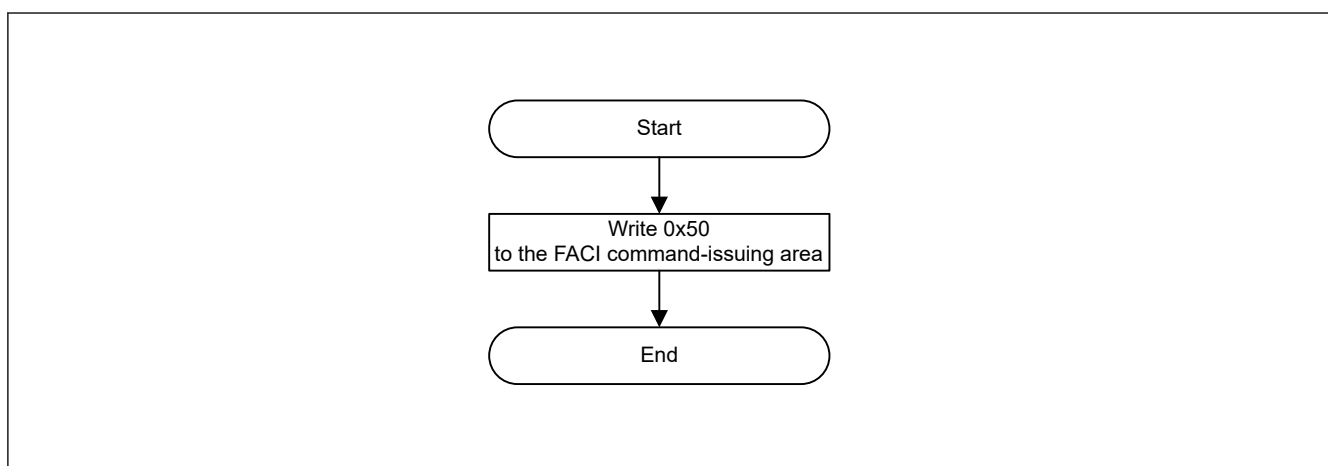 Start
Write 0x50
to the FACI command-issuing area
End